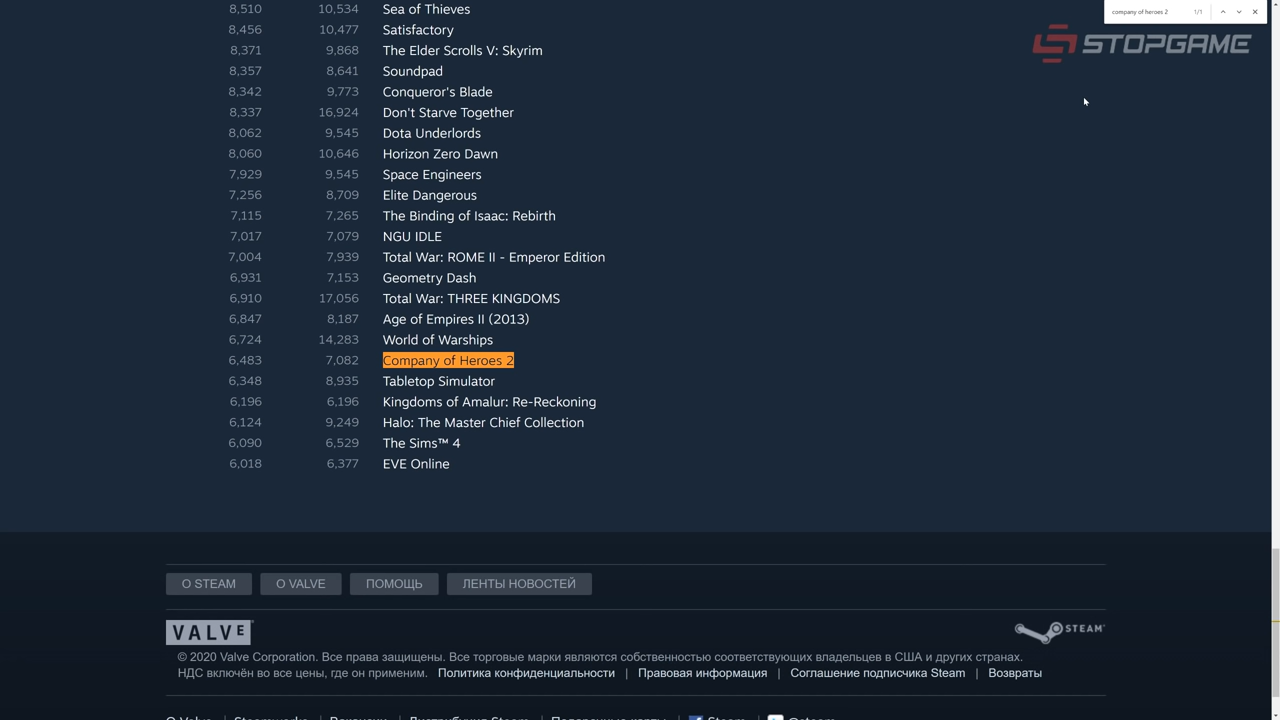 company of heroes 2 1/1
STOPGAME
8,510 10,534 Sea of Thieves
8,456 10,477 Satisfactory
8,371 9,868 The Elder Scrolls V: Skyrim
8,357 8,641 Soundpad
8,342 9,773 Conqueror's Blade
8,337 16,924 Don't Starve Together
8,062 9,545 Dota Underlords
8,060 10,646 Horizon Zero Dawn
7,929 9,545 Space Engineers
7,256 8,709 Elite Dangerous
7,115 7,265 The Binding of Isaac: Rebirth
7,017 7,079 NGU IDLE
7,004 7,939 Total War: ROME II - Emperor Edition
6,931 7,153 Geometry Dash
6,910 17,056 Total War: THREE KINGDOMS
6,847 8,187 Age of Empires II (2013)
6,724 14,283 World of Warships
6,483 7,082 Company of Heroes 2
6,348 8,935 Tabletop Simulator
6,196 6,196 Kingdoms of Amalur: Re-Reckoning
6,124 9,249 Halo: The Master Chief Collection
6,090 6,529 The Sims™ 4
6,018 6,377 EVE Online
О STEAM О VALVE ПОМОЩЬ ЛЕНТЫ НОВОСТЕЙ
VALVE STEAM
© 2020 Valve Corporation. Все права защищены. Все торговые марки являются собственностью соответствующих владельцев в США и других странах.
НДС включён во все цены, где он применим. Политика конфиденциальности | Правовая информация | Соглашение подписчика Steam | Возвраты